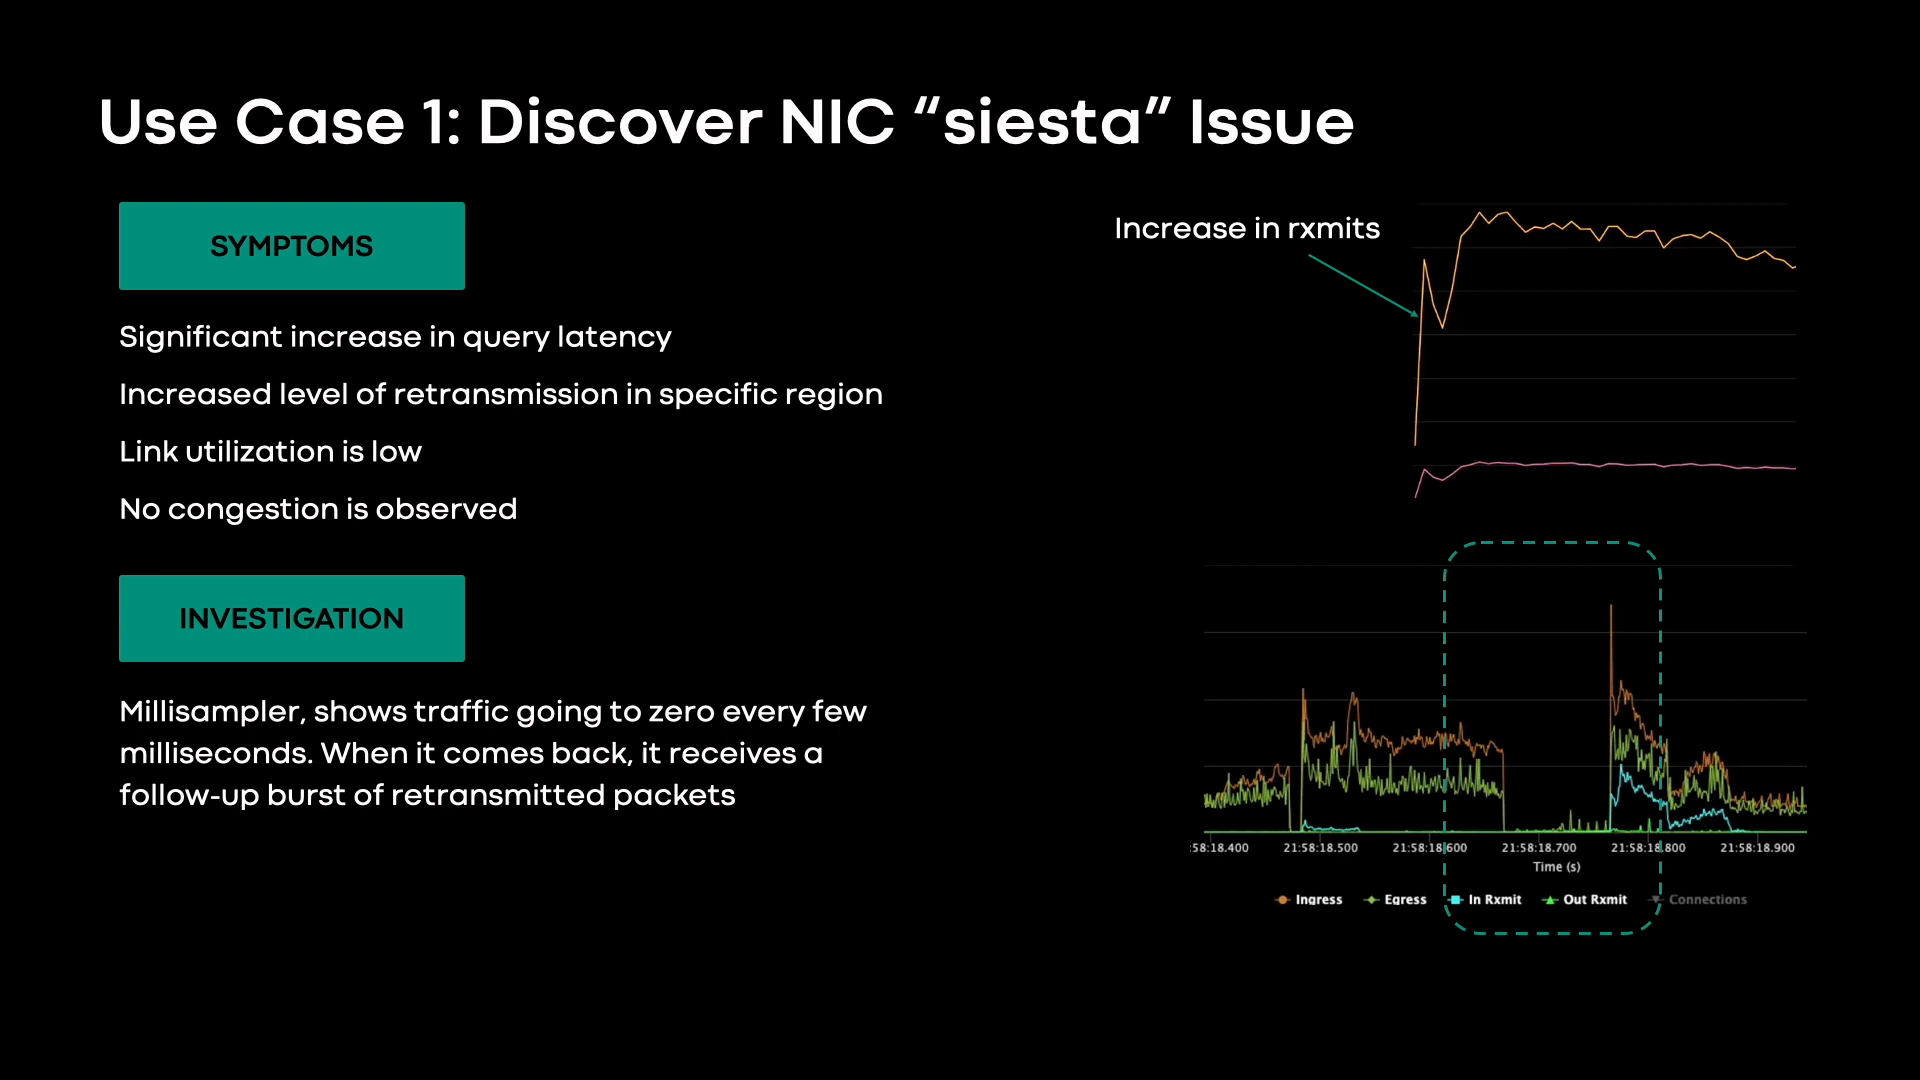 Use Case 1: Discover NIC “siesta” Issue
SYMPTOMS
Significant increase in query latency
Increased level of retransmission in specific region
Link utilization is low
No congestion is observed
INVESTIGATION
Millisampler, shows traffic going to zero every few
milliseconds. When it comes back, it receives a
follow-up burst of retransmitted packets
Increase in rxmits
:58:18.400 21:58:18.500 21:58:18.600 21:58:18.700 21:58:18.800 21:58:18.900
Time (s)
Ingress Egress In Rxmit Out Rxmit Connections